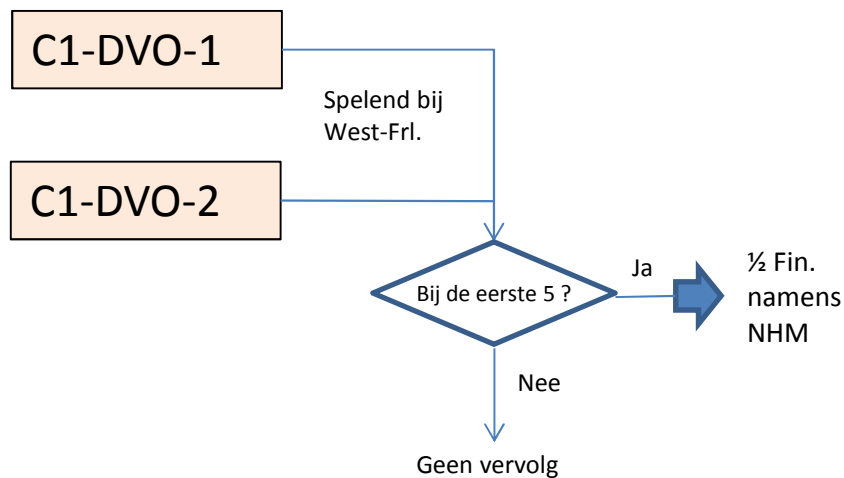 C1-DVO-1
Spelend bij
West-Frl.
C1-DVO-2
Bij de eerste 5 ?
Ja
½ Fin.
namens
NHM
Nee
Geen vervolg